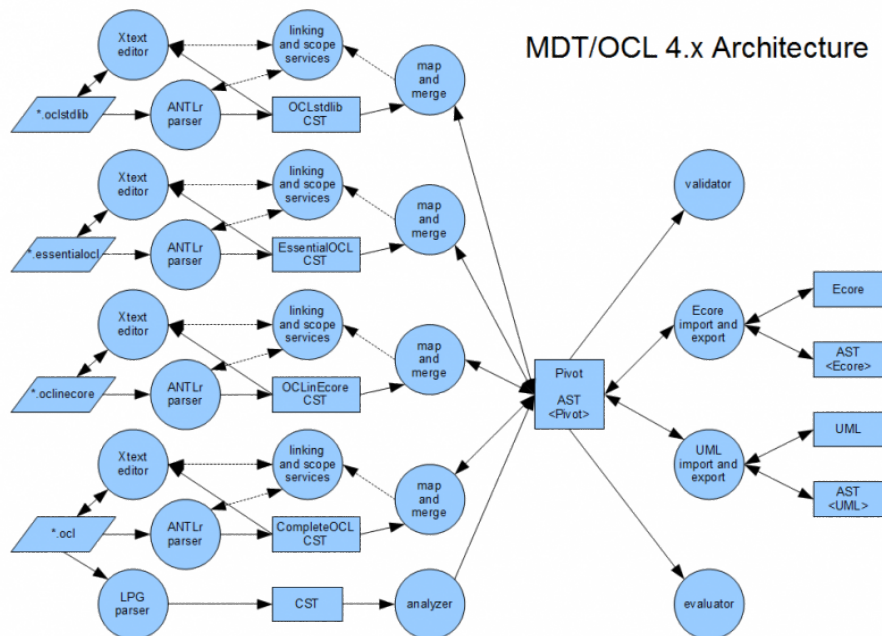 MDT/OCL 4.x Architecture
Xtext
editor
linking
and scope
services
map
and
merge
*.oclstdlib
ANTLr
parser
OCLstdlib
CST
Xtext
editor
linking
and scope
services
map
and
merge
*.essentialocl
ANTLr
parser
EssentialOCL
CST
Xtext
editor
linking
and scope
services
map
and
merge
*.oclinecore
ANTLr
parser
OCLinEcore
CST
Xtext
editor
linking
and scope
services
map
and
merge
*.ocl
ANTLr
parser
CompleteOCL
CST
LPG
parser
CST
analyzer
Pivot
AST
<Pivot>
validator
Ecore
import and
export
Ecore
AST
<Ecore>
UML
import and
export
UML
AST
<UML>
evaluator